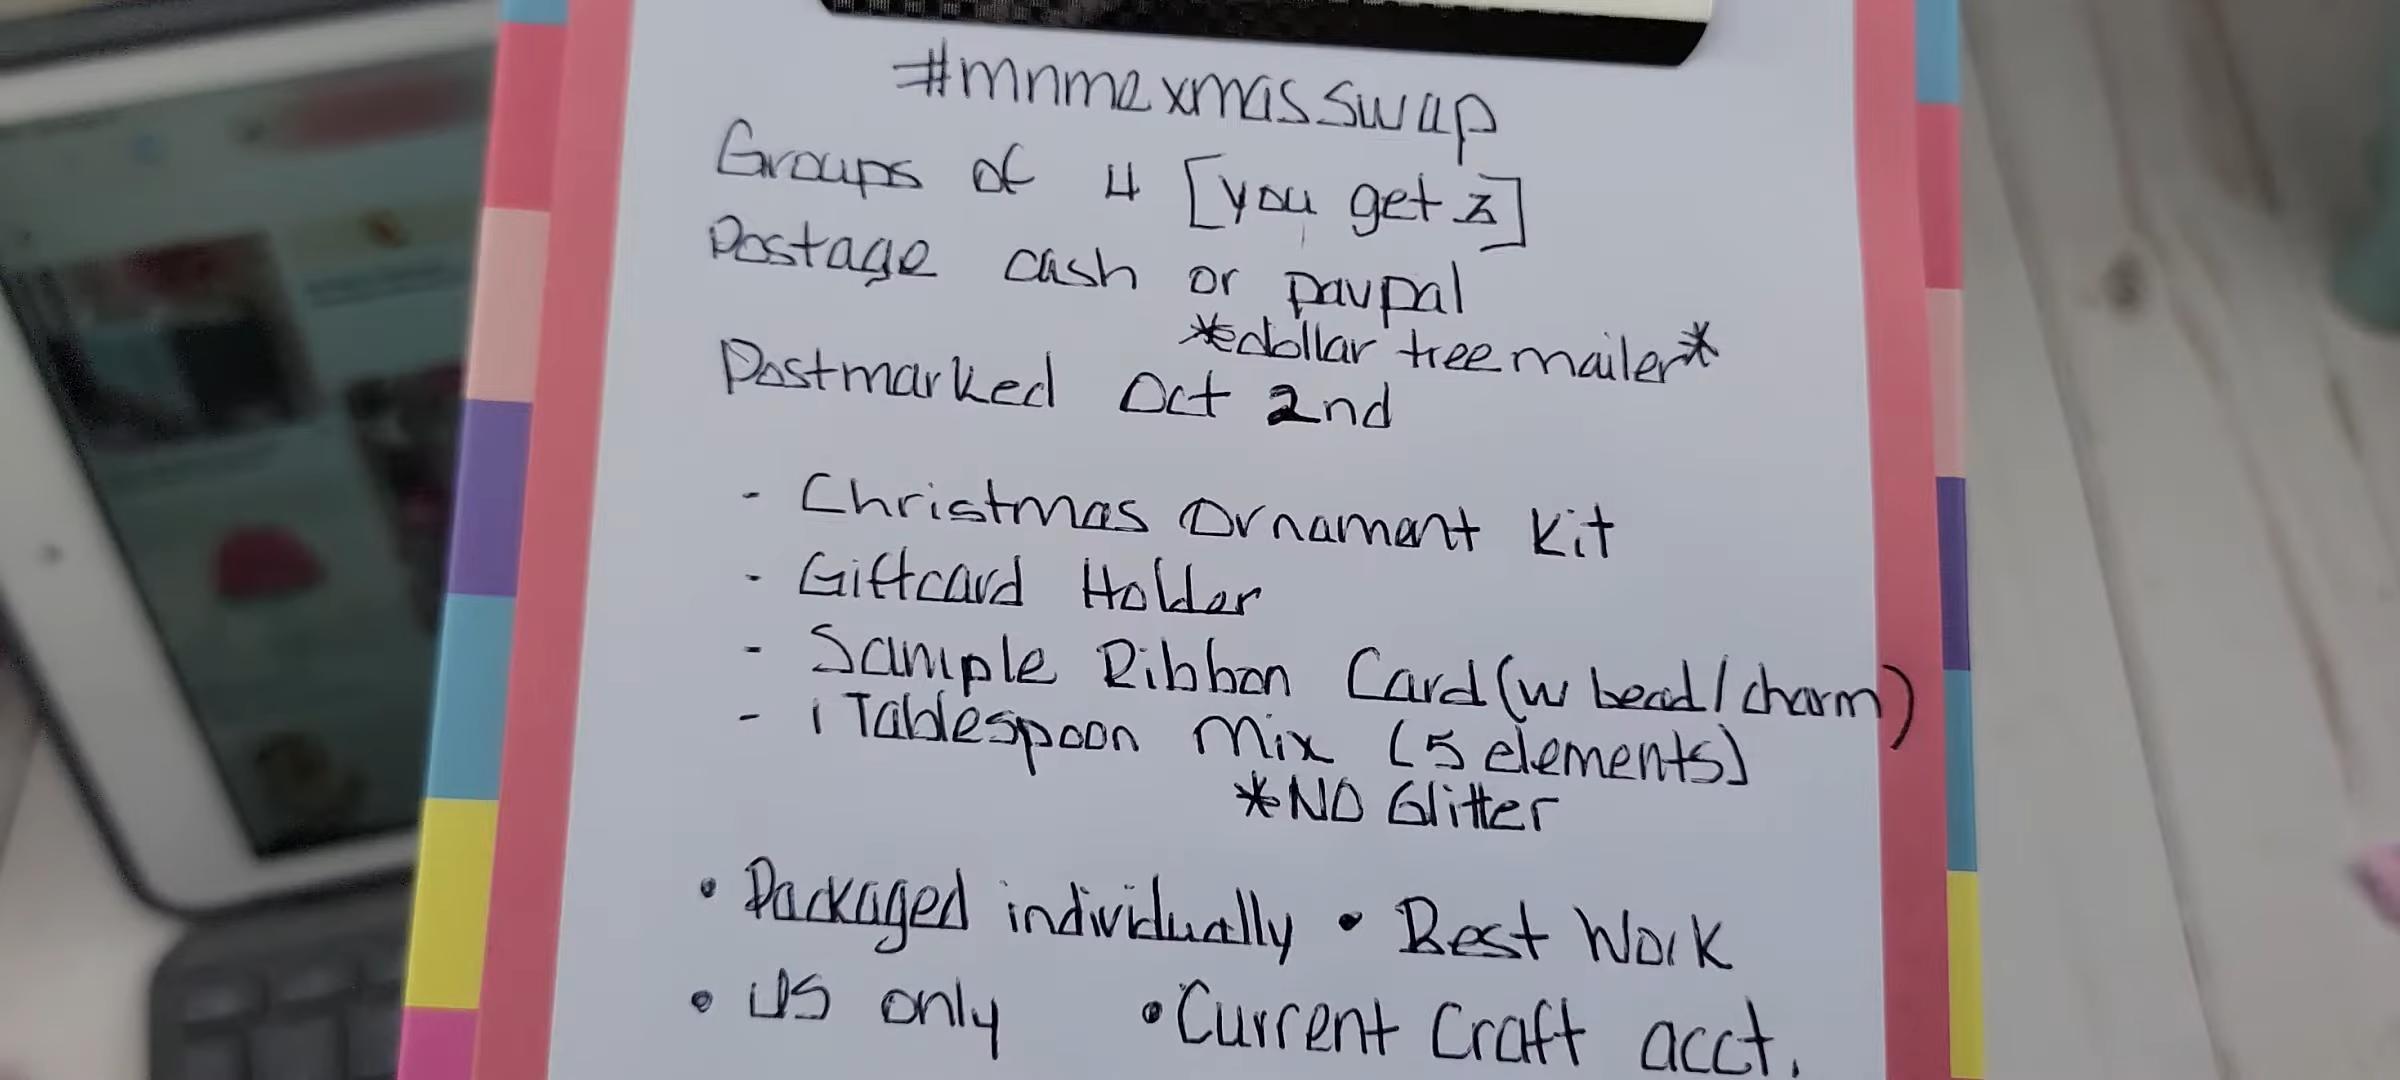 #mnmexmasswap
Groups of 4 [you get 3]
Postage cash or paypal
*dollar tree mailer*
Postmarked Oct 2nd
- Christmas Ornament Kit
- Giftcard Holder
- Sample Ribbon Card (w bead/charm)
- 1 Tablespoon Mix (5 elements)
*NO Glitter
• Packaged individually • Best Work
• US only • Current Craft acct.